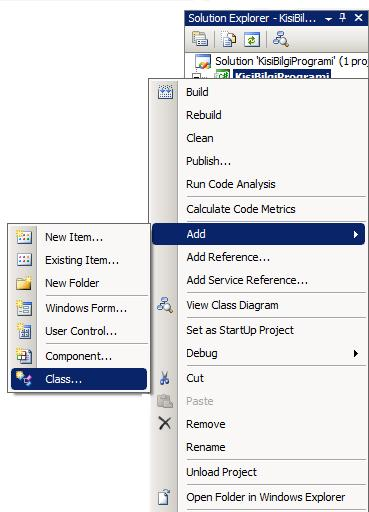 Solution Explorer - KisiBil...
Solution 'KisiBilgiProgrami' (1 proj
KisiBilgiProgrami
Build
Rebuild
Clean
Publish...
Run Code Analysis
Calculate Code Metrics
Add
Add Reference...
Add Service Reference...
View Class Diagram
Set as StartUp Project
Debug
Cut
Paste
Remove
Rename
Unload Project
Open Folder in Windows Explorer
New Item...
Existing Item...
New Folder
Windows Form...
User Control...
Component...
Class...